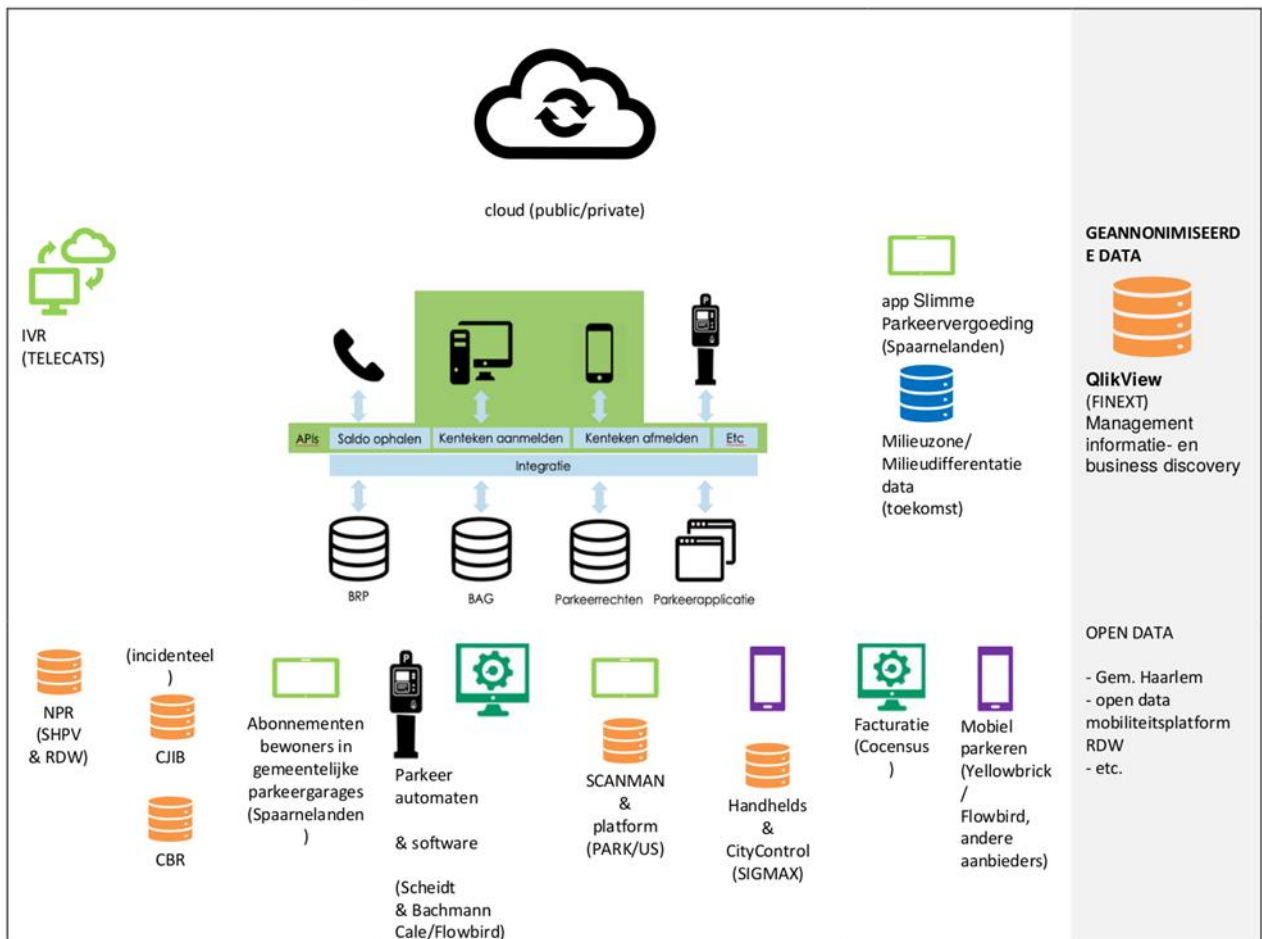 cloud (public/private)
IVR
(TELECATS)
app Slimme
Parkeervergoeding
(Spaarnelanden)
Milieuzone/
Milieudifferentatie
data
(toekomst)
GEANNONIMISEERD
E DATA
QlikView
(FINEXT)
Management
informatie- en
business discovery
P
APIs
Saldo ophalen
Kenteken aanmelden
Kenteken afmelden
Etc
Integratie
BRP
BAG
Parkeerrechten
Parkeerapplicatie
NPR
(SHPV
& RDW)
(incidenteel
)
CJIB
CBR
Abonnementen
bewoners in
gemeentelijke
parkeergarages
(Spaarnelanden
)
P
Parkeer
automaten
& software
(Scheidt
& Bachmann
Cale/Flowbird)
SCANMAN
&
platform
(PARK/US)
Handhelds
&
CityControl
(SIGMAX)
Facturatie
(Cocensus
)
Mobiel
parkeren
(Yellowbrick
/
Flowbird,
andere
aanbieders)
OPEN DATA
- Gem. Haarlem
- open data
mobiliteitsplatform
RDW
- etc.